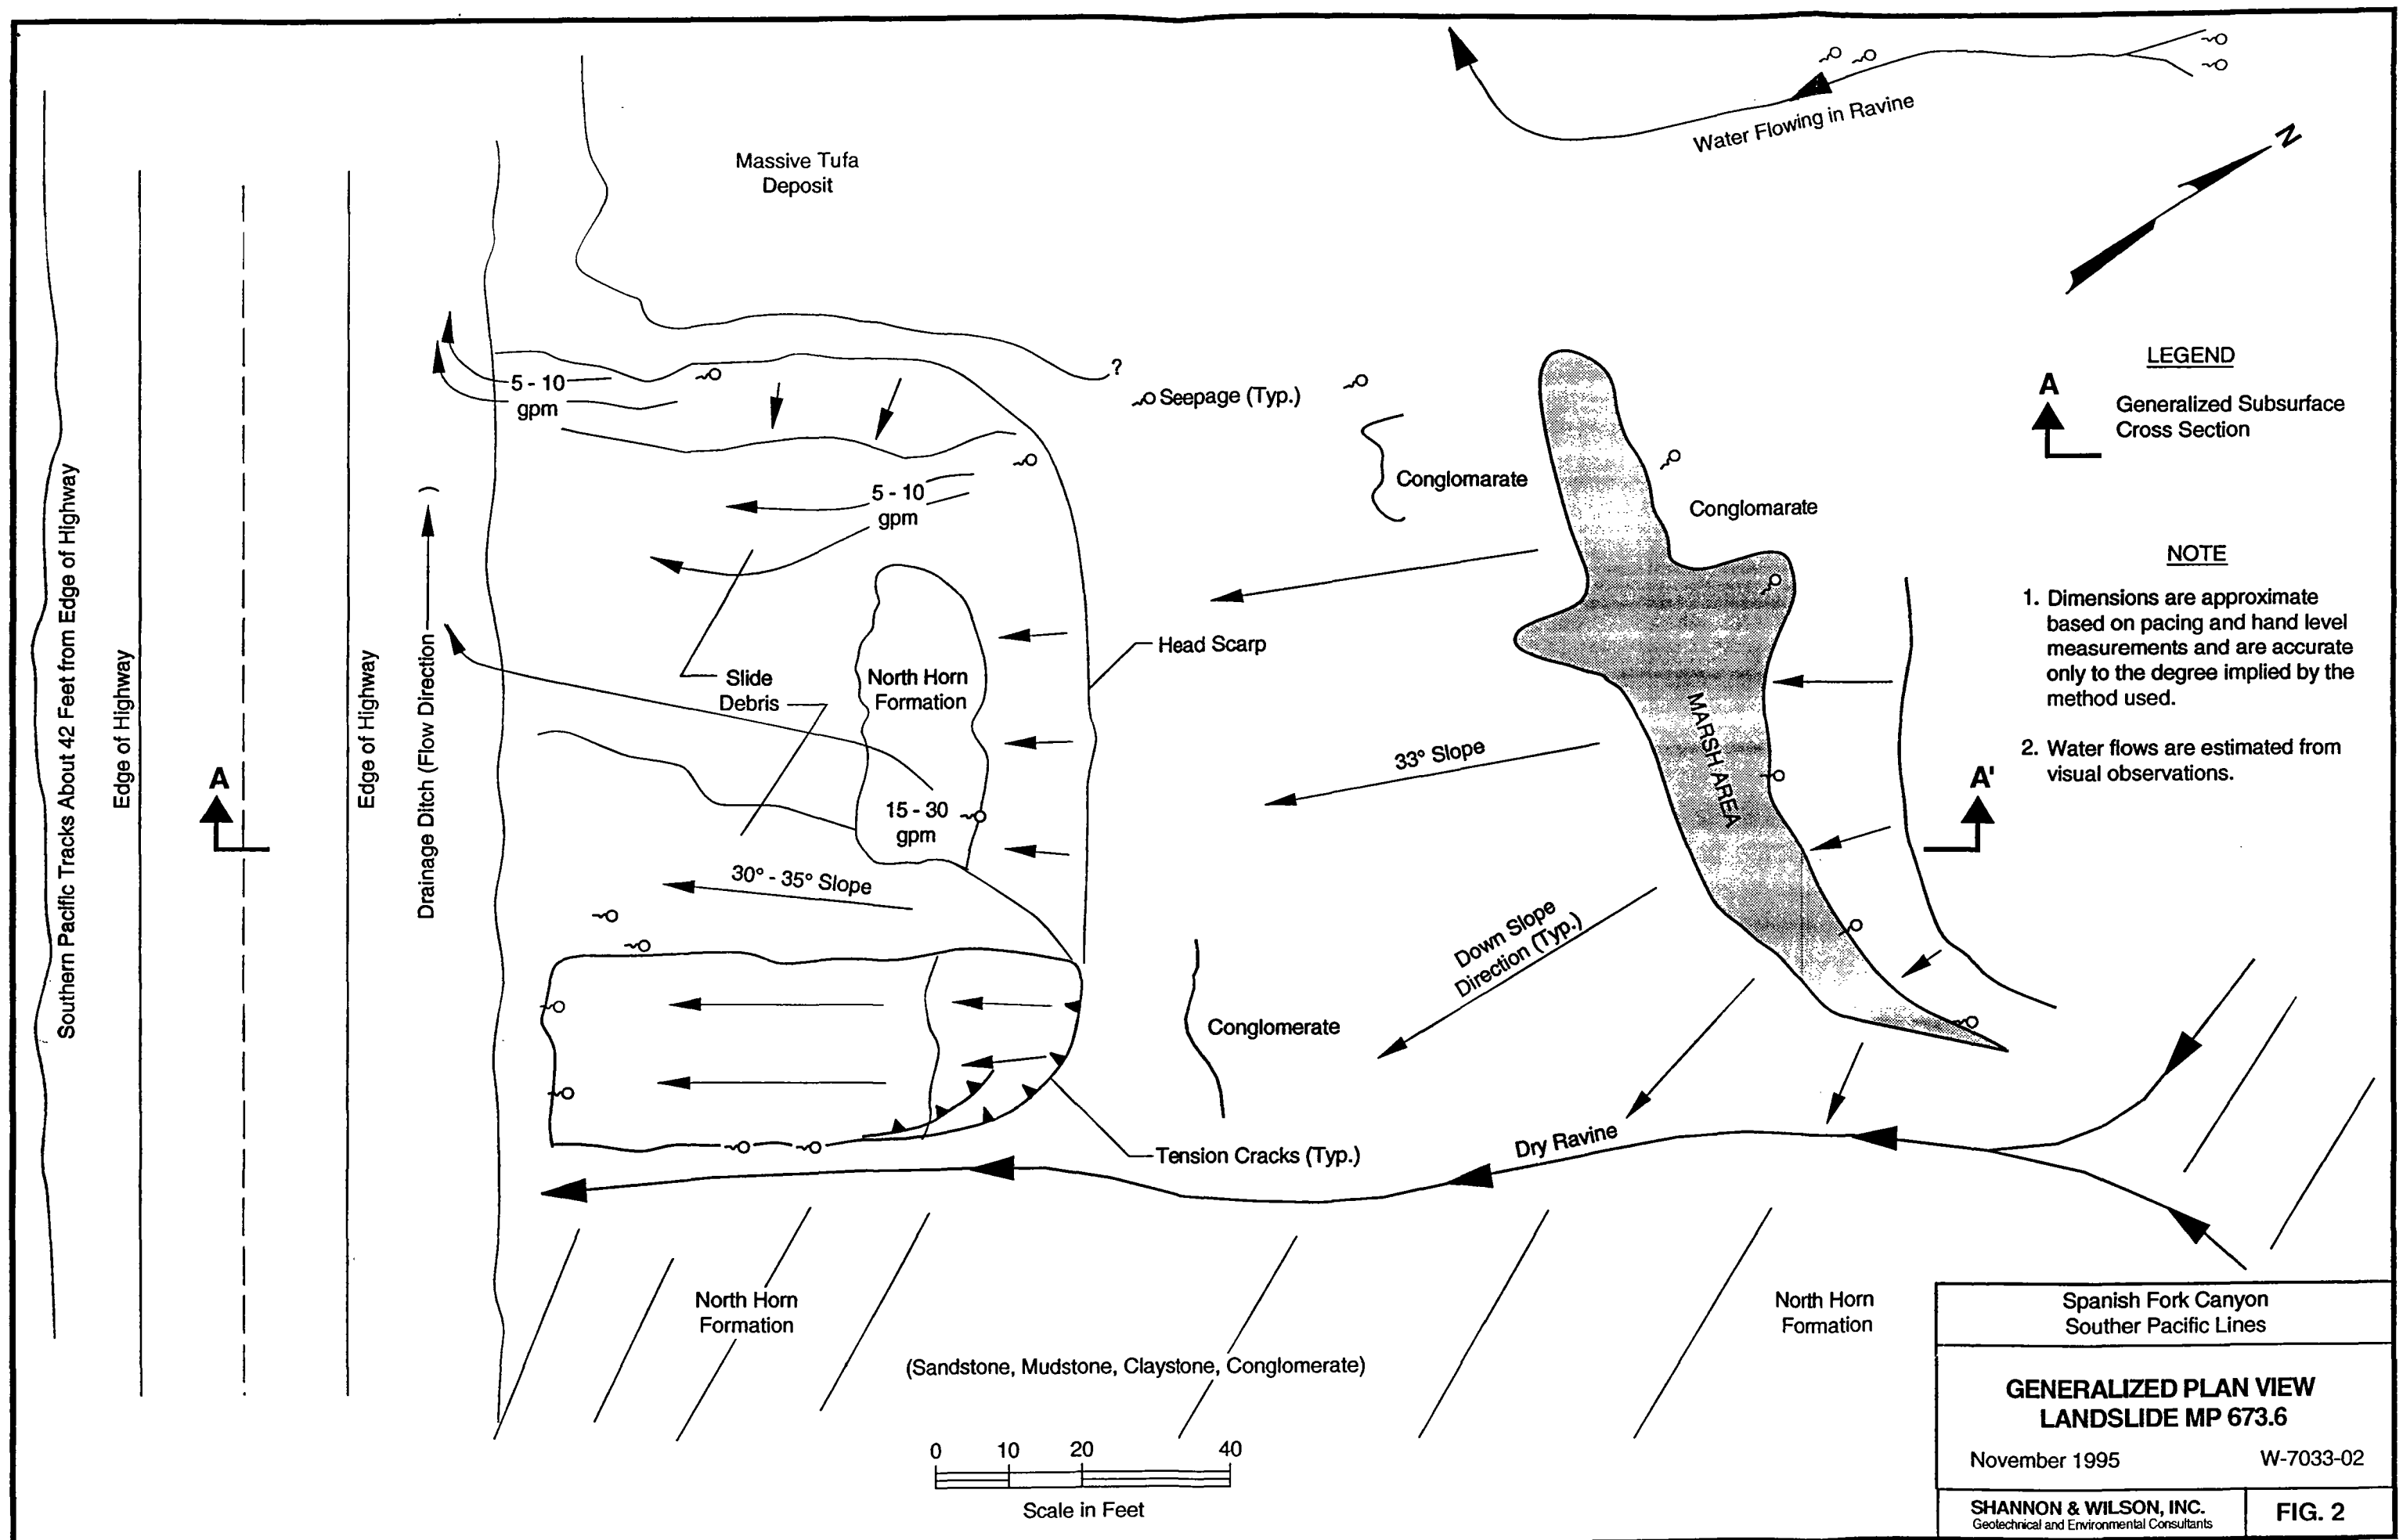 Massive Tufa
Deposit
Water Flowing in Ravine
N
LEGEND
A
Generalized Subsurface
Cross Section
NOTE
1. Dimensions are approximate
based on pacing and hand level
measurements and are accurate
only to the degree implied by the
method used.
2. Water flows are estimated from
visual observations.
?
Seepage (Typ.)
5 - 10
gpm
5 - 10
gpm
Conglomarate
Conglomarate
Southern Pacific Tracks About 42 Feet from Edge of Highway
Edge of Highway
A
Edge of Highway
Drainage Ditch (Flow Direction )
Slide
Debris
North Horn
Formation
Head Scarp
15 - 30
gpm
30° - 35° Slope
33° Slope
MARSH AREA
A'
Down Slope
Direction (Typ.)
Conglomerate
Tension Cracks (Typ.)
Dry Ravine
North Horn
Formation
North Horn
Formation
(Sandstone, Mudstone, Claystone, Conglomerate)
0 10 20 40
Scale in Feet
Spanish Fork Canyon
Souther Pacific Lines
GENERALIZED PLAN VIEW
LANDSLIDE MP 673.6
November 1995 W-7033-02
SHANNON & WILSON, INC.
Geotechnical and Environmental Consultants
FIG. 2